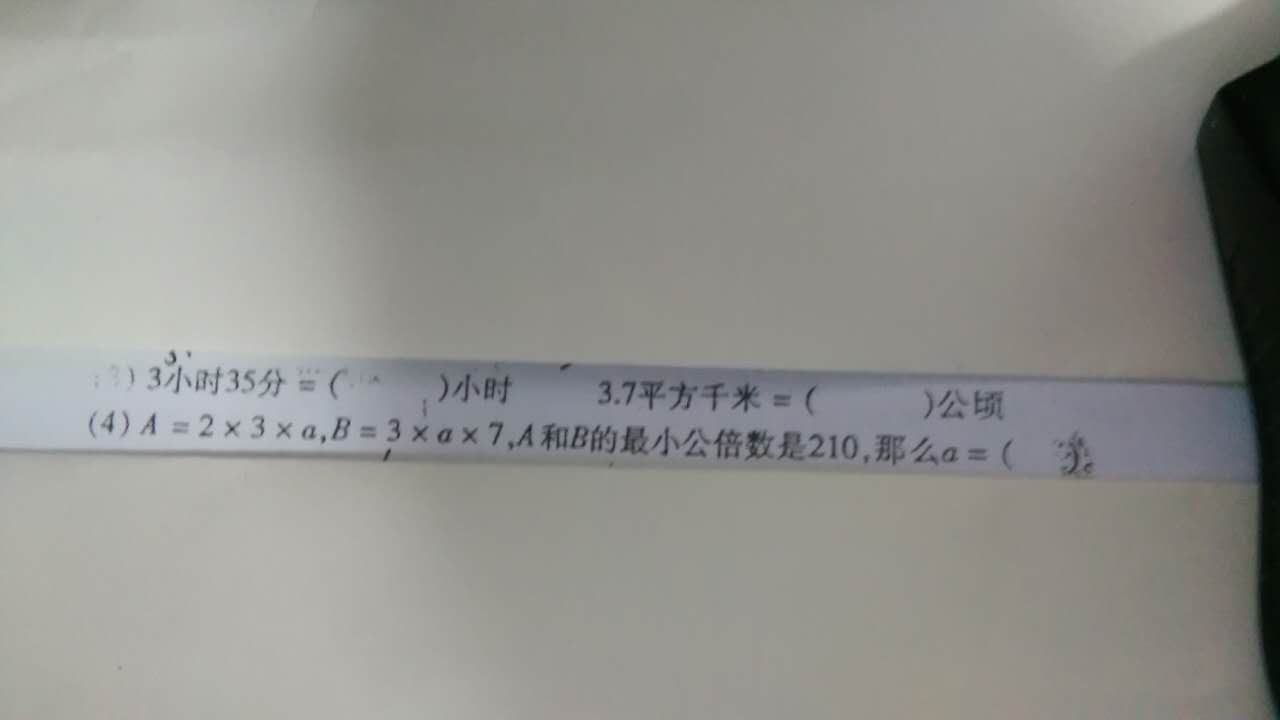 3）3小时35分 = (　　)小时　　3.7平方千米 = (　　)公顷
(4) A = 2 × 3 × a,B = 3 × a × 7,A和B的最小公倍数是210,那么a = (　　)。